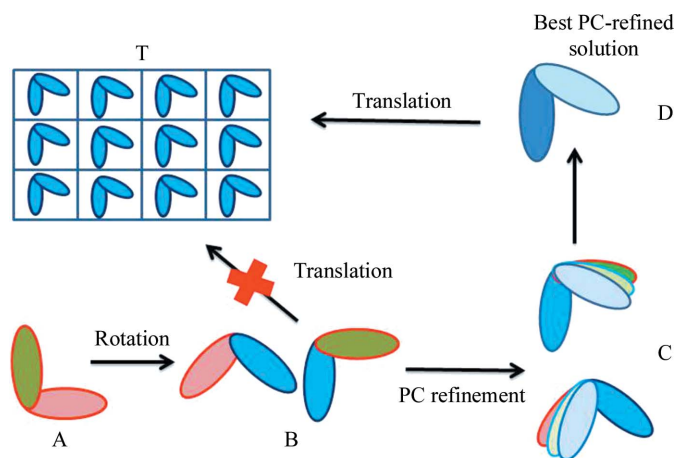 Best PC-refined
solution
T
Translation
D
Translation
Rotation
PC refinement
C
A
B